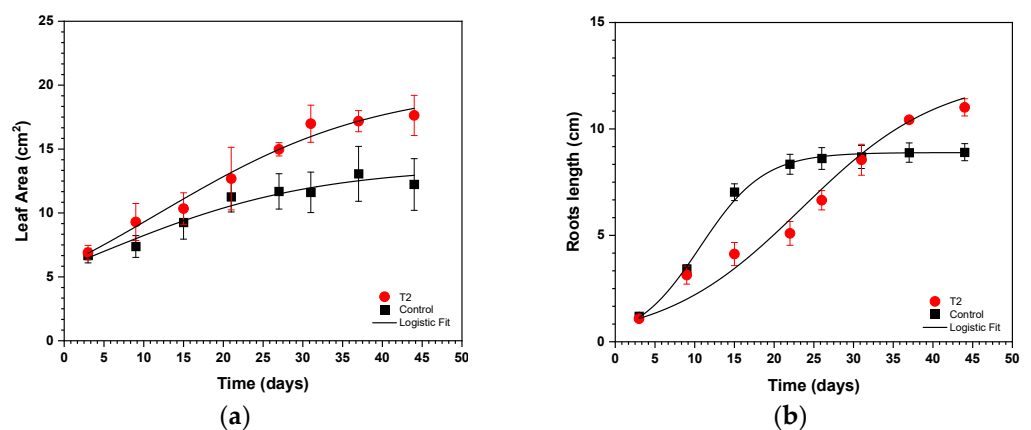 25
20
15
10
5
0
Leaf Area (cm²)
T2
Control
Logistic Fit
0 5 10 15 20 25 30 35 40 45 50
Time (days)
(a)
15
10
5
0
Roots length (cm)
T2
Control
Logistic Fit
0 5 10 15 20 25 30 35 40 45 50
Time (days)
(b)